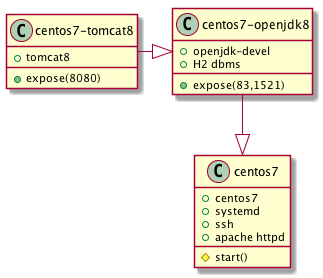 C centos7-tomcat8
tomcat8
expose(8080)
C centos7-openjdk8
openjdk-devel
H2 dbms
expose(83,1521)
C centos7
centos7
systemd
ssh
apache httpd
start()